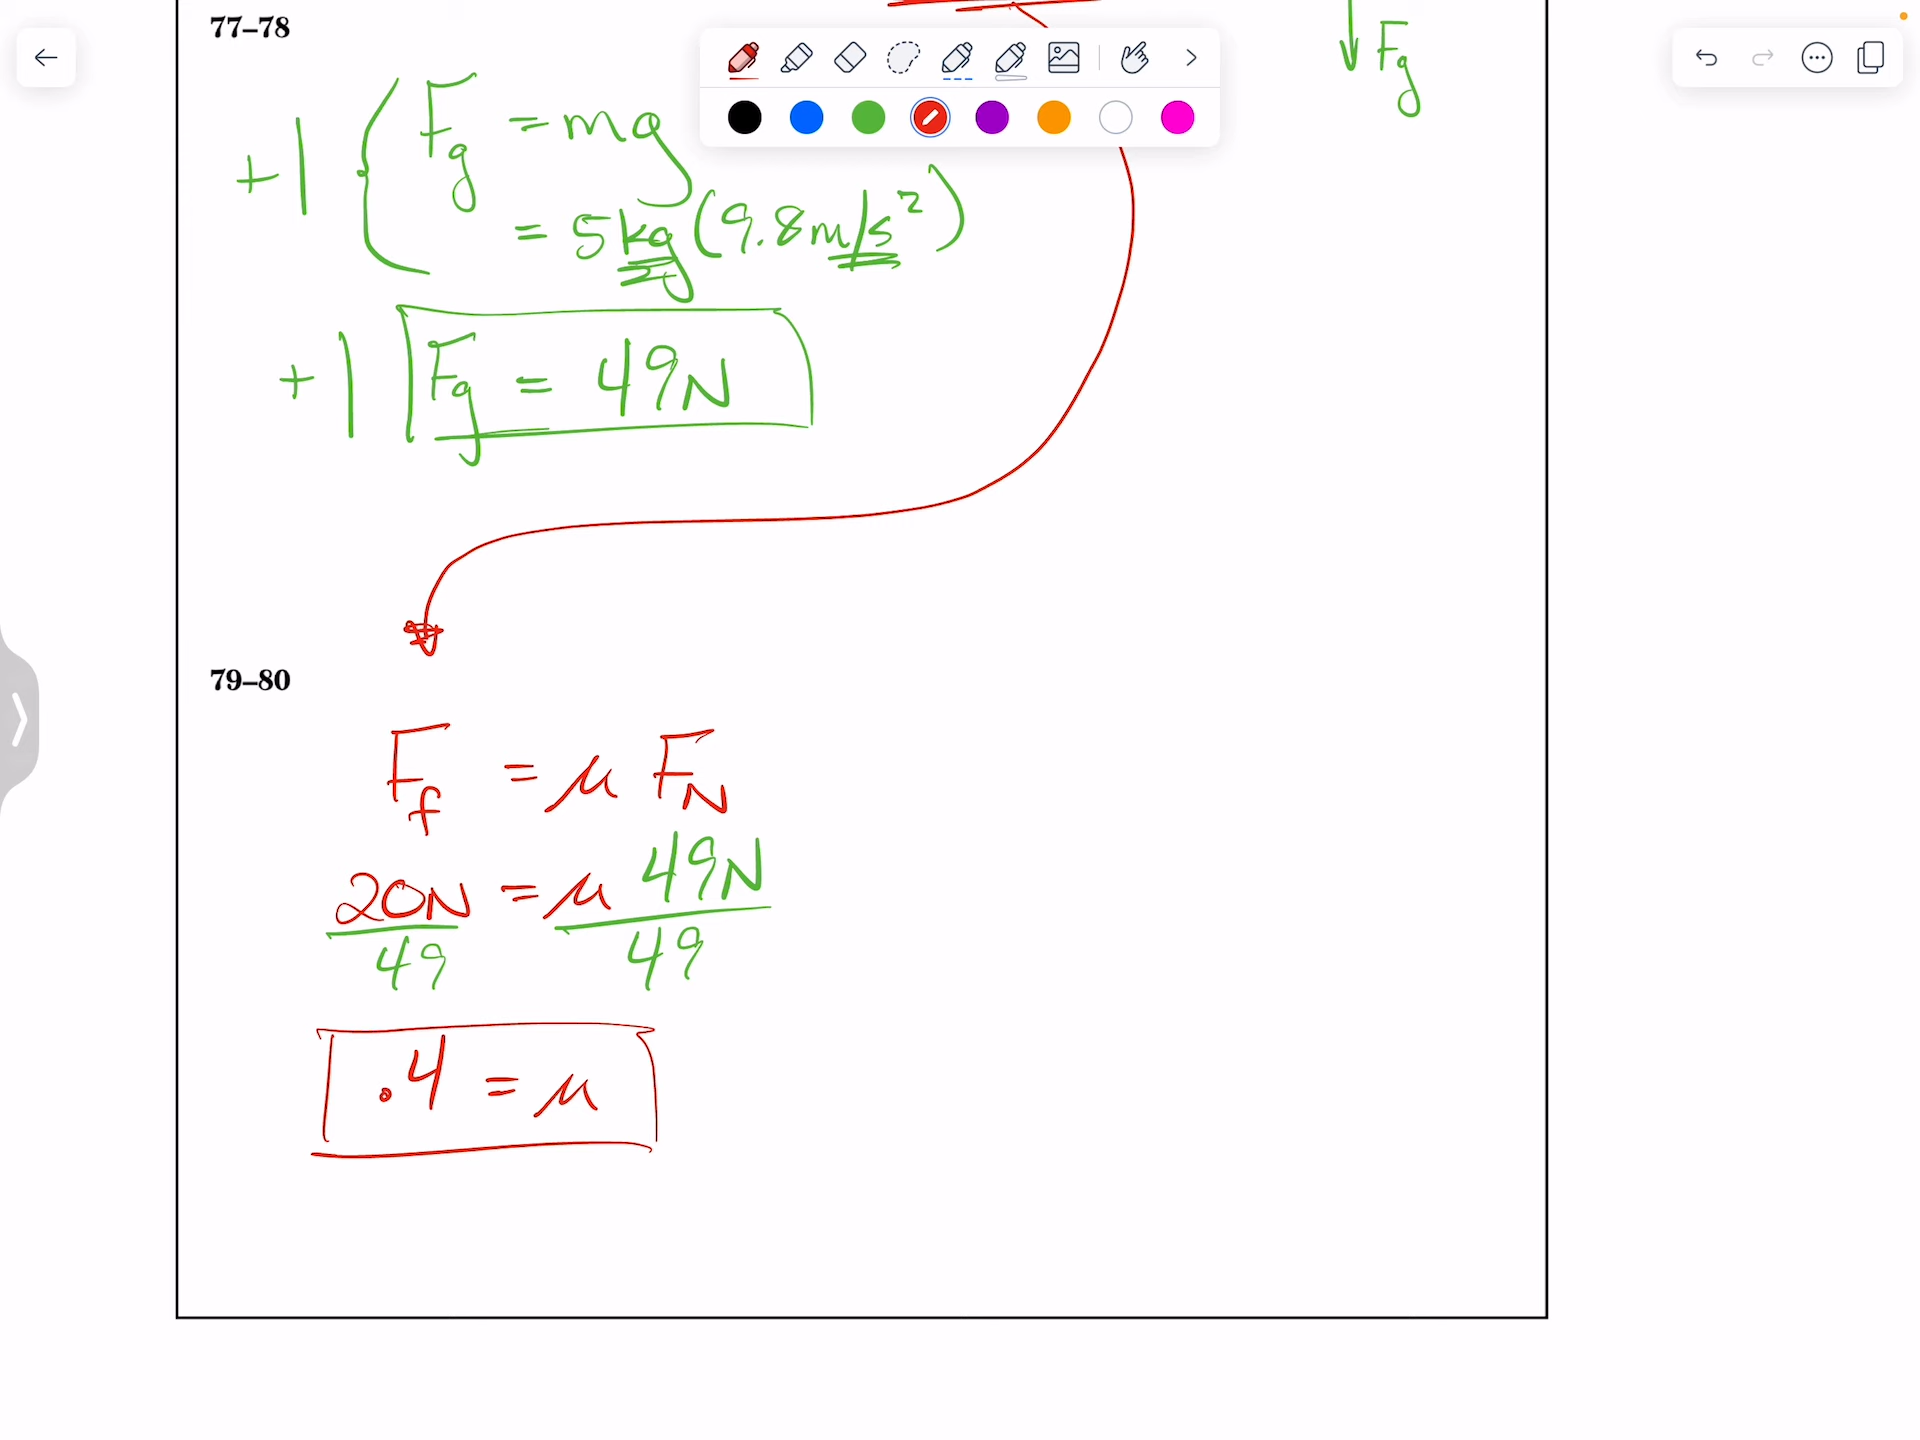 77–78
Fg
+1 Fg = mg
= 5kg (9.8m/s²)
+1 Fg = 49N
79–80
Ff = μ FN
20N = μ 49N
49 49
.4 = μ